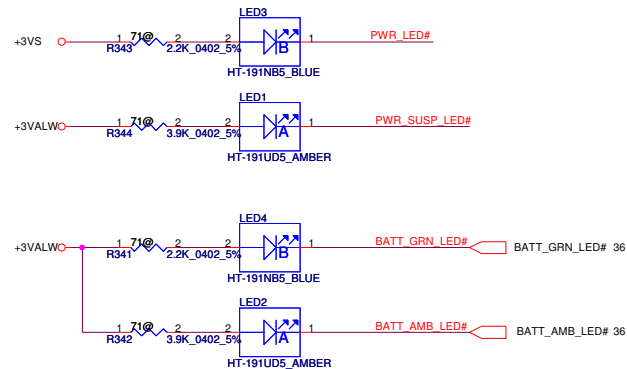 LED3
+3VS 1 71@ 2 2 B 1 PWR_LED#
R343 2.2K_0402_5%
HT-191NB5_BLUE
LED1
+3VALW 1 71@ 2 2 A 1 PWR_SUSP_LED#
R344 3.9K_0402_5%
HT-191UD5_AMBER
LED4
+3VALW 1 71@ 2 2 B 1 BATT_GRN_LED# BATT_GRN_LED# 36
R341 2.2K_0402_5%
HT-191NB5_BLUE
LED2
1 71@ 2 2 A 1 BATT_AMB_LED# BATT_AMB_LED# 36
R342 3.9K_0402_5%
HT-191UD5_AMBER